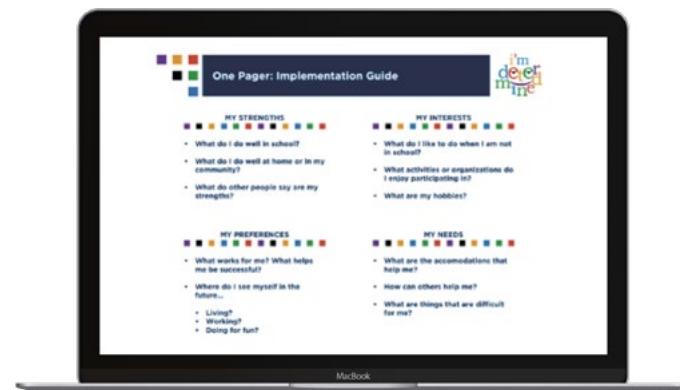 One Pager: Implementation Guide
i'm
deter
mined
MY STRENGTHS
• What do I do well in school?
• What do I do well at home or in my
community?
• What do other people say are my
strengths?
MY INTERESTS
• What do I like to do when I am not
in school?
• What activities or organizations do
I enjoy participating in?
• What are my hobbies?
MY PREFERENCES
• What works for me? What helps
me be successful?
• Where do I see myself in the
future...
• Living?
• Working?
• Doing for fun?
MY NEEDS
• What are the accomodations that
help me?
• How can others help me?
• What are things that are difficult
for me?
MacBook